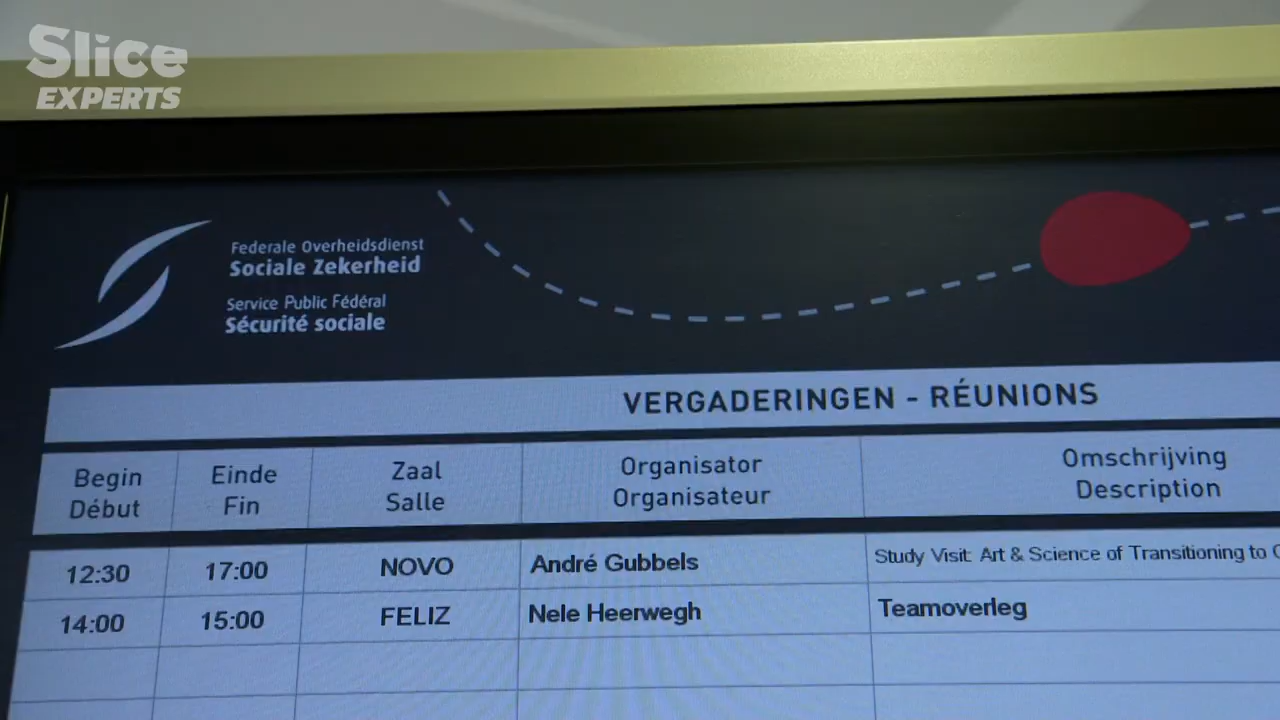 Slice
EXPERTS
Federale Overheidsdienst
Sociale Zekerheid
Service Public Fédéral
Sécurité sociale
VERGADERINGEN - RÉUNIONS
Begin Einde Zaal Organisator Omschrijving
Début Fin Salle Organisateur Description
12:30 17:00 NOVO André Gubbels Study Visit: Art & Science of Transitioning to
14:00 15:00 FELIZ Nele Heerwegh Teamoverleg